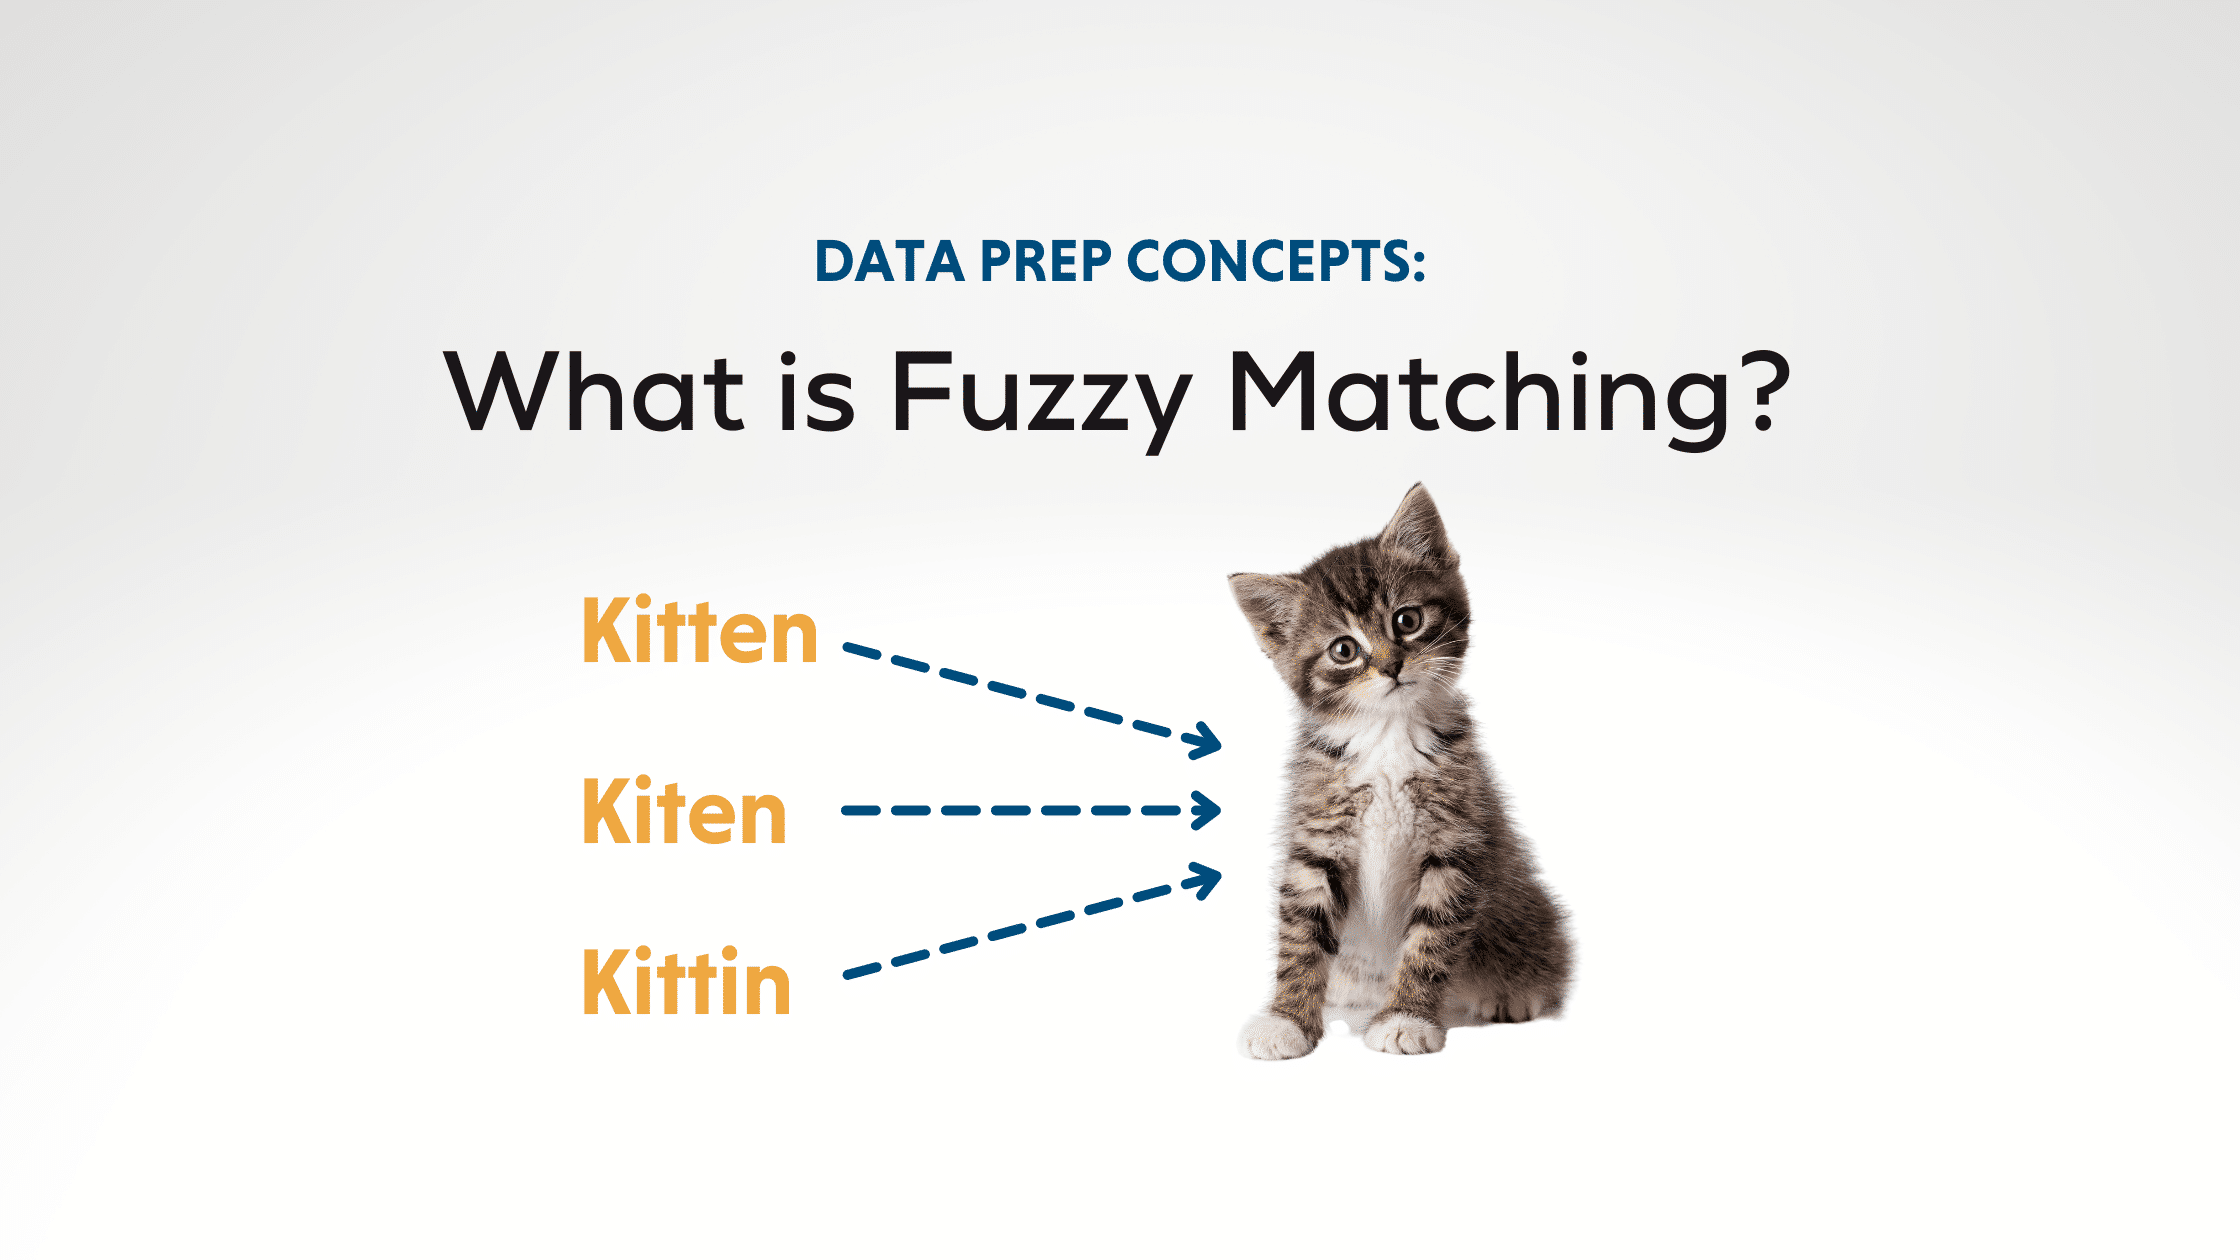 DATA PREP CONCEPTS:
What is Fuzzy Matching?
Kitten
Kiten
Kittin